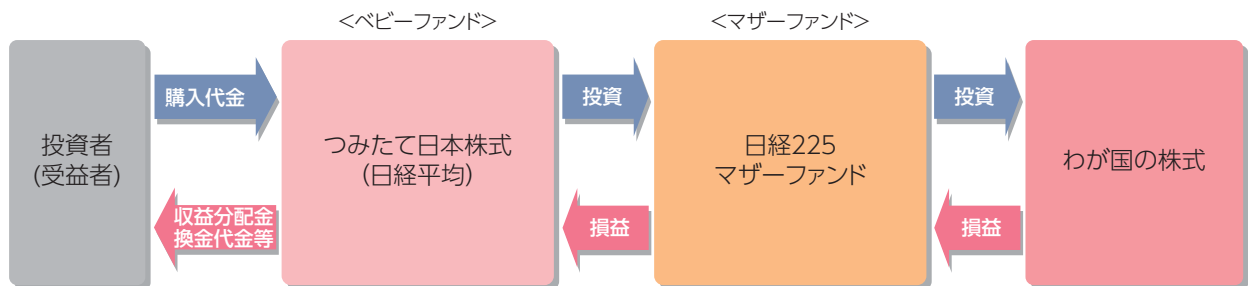 <ベビーファンド>
<マザーファンド>
投資者
(受益者)
購入代金
収益分配金
換金代金等
つみたて日本株式
(日経平均)
投資
損益
日経225
マザーファンド
投資
損益
わが国の株式